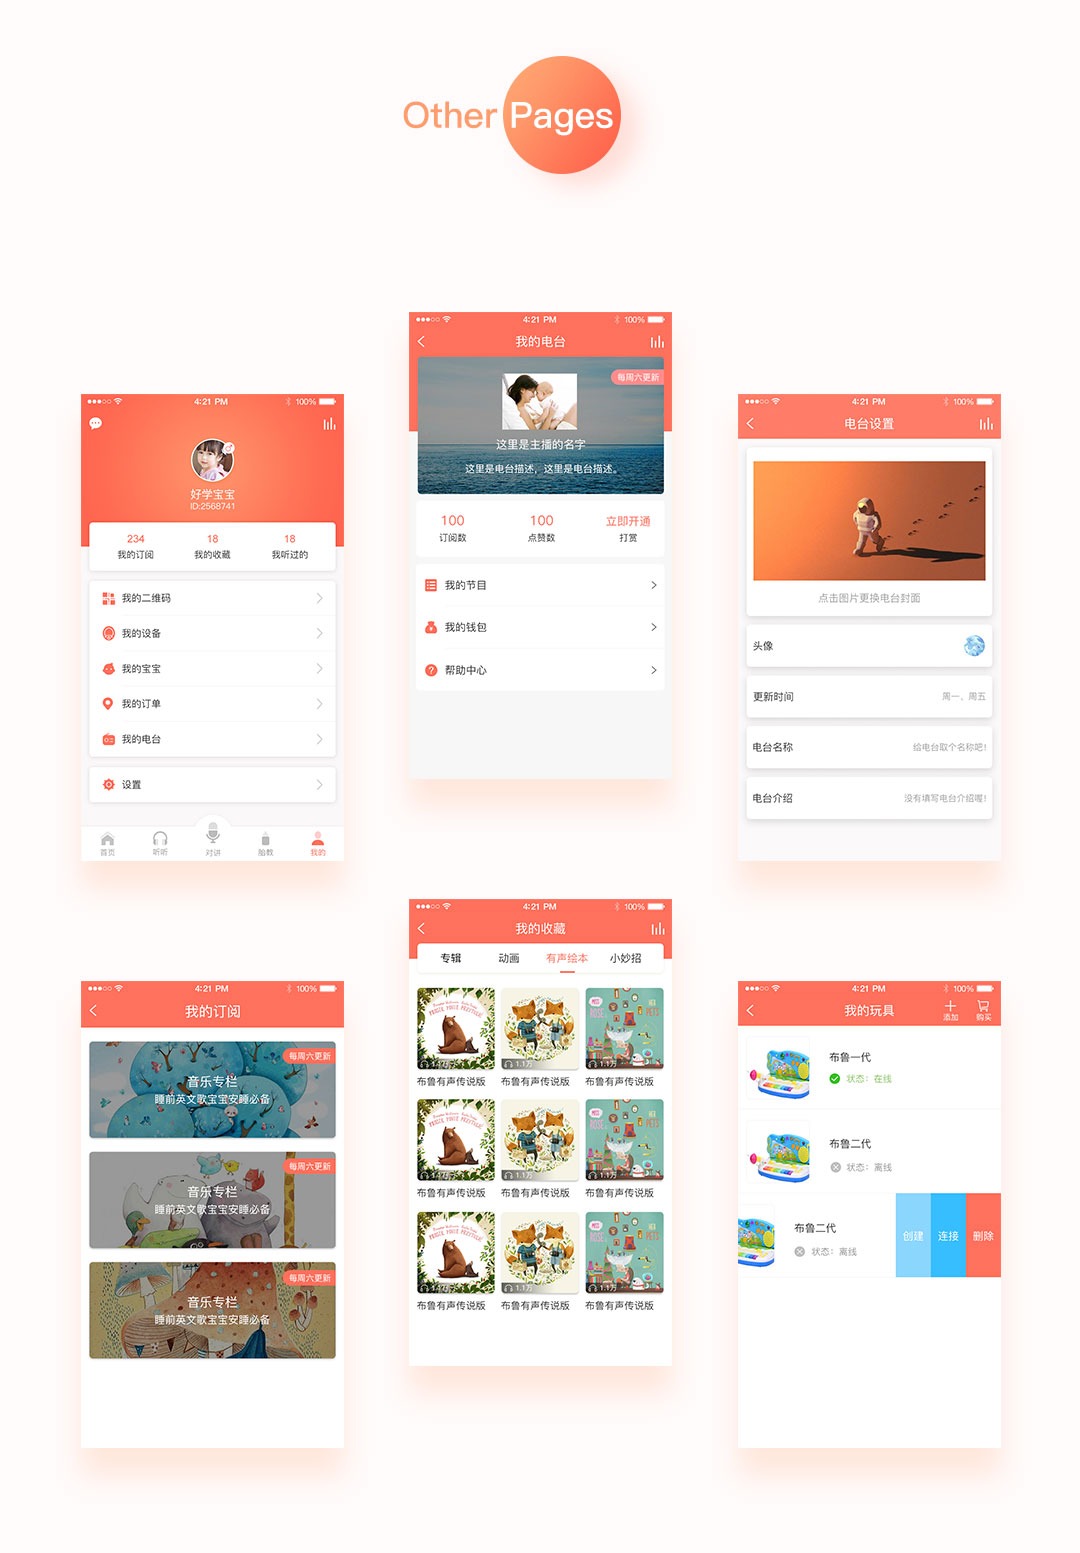 Other Pages
4:21 PM
100%
我的电台
每周六更新
这里是主播的名字
这里是电台描述，这里是电台描述。
100
100
立即开通
订阅数
点赞数
打赏
我的节目
我的钱包
帮助中心
4:21 PM
100%
好学宝宝
ID:2568741
234
18
18
我的订阅
我的收藏
我听过的
我的二维码
我的设备
我的宝宝
我的订单
我的电台
设置
首页
听听
对讲
胎教
我的
4:21 PM
100%
电台设置
点击图片更换电台封面
头像
更新时间
周一、周五
电台名称
给电台取个名称吧!
电台介绍
没有填写电台介绍喔!
4:21 PM
100%
我的收藏
专辑
动画
有声绘本
小妙招
1.1万
布鲁有声传说版
布鲁有声传说版
布鲁有声传说版
1.1万
布鲁有声传说版
布鲁有声传说版
布鲁有声传说版
1.1万
布鲁有声传说版
布鲁有声传说版
布鲁有声传说版
4:21 PM
100%
我的订阅
每周六更新
音乐专栏
睡前英文歌宝宝安睡必备
每周六更新
音乐专栏
睡前英文歌宝宝安睡必备
每周六更新
音乐专栏
睡前英文歌宝宝安睡必备
4:21 PM
100%
我的玩具
添加
购买
布鲁一代
状态：在线
布鲁二代
状态：离线
布鲁二代
状态：离线
创建
连接
删除